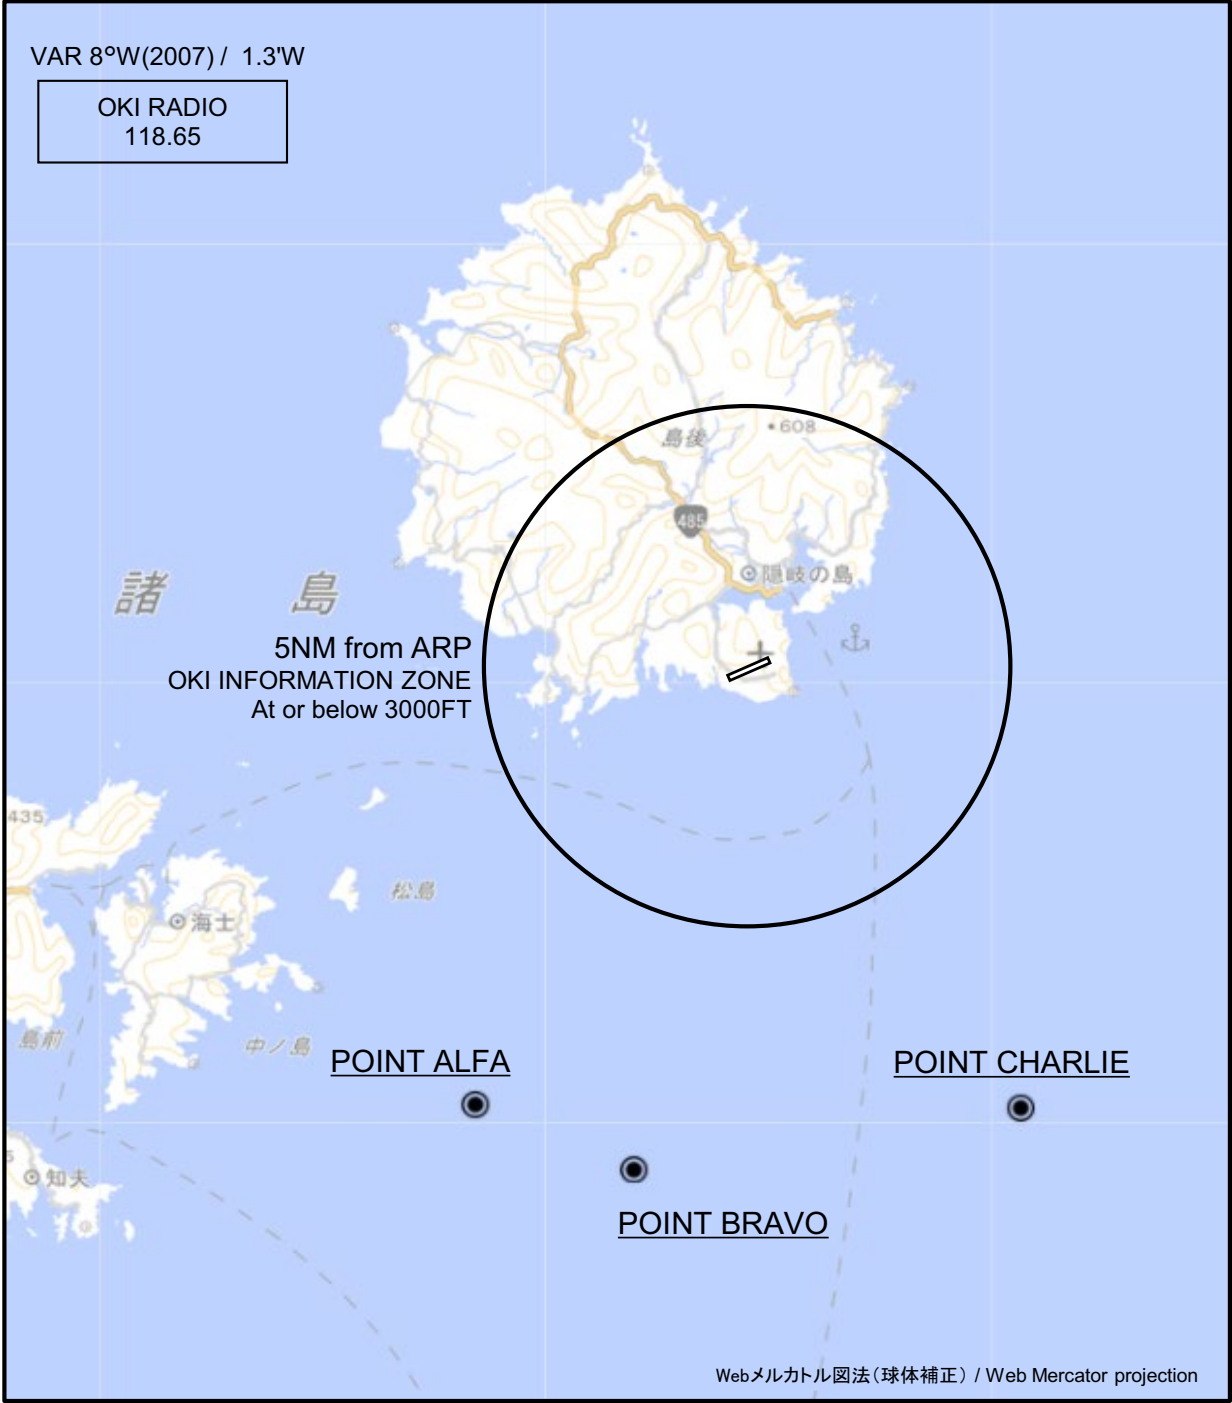 VAR 8°W(2007) / 1.3'W
OKI RADIO
118.65
島後
608
485
隠岐の島
諸 島
5NM from ARP
OKI INFORMATION ZONE
At or below 3000FT
435
松島
海士
島前
中ノ島
POINT ALFA
POINT CHARLIE
知夫
POINT BRAVO
Webメルカトル図法(球体補正) / Web Mercator projection